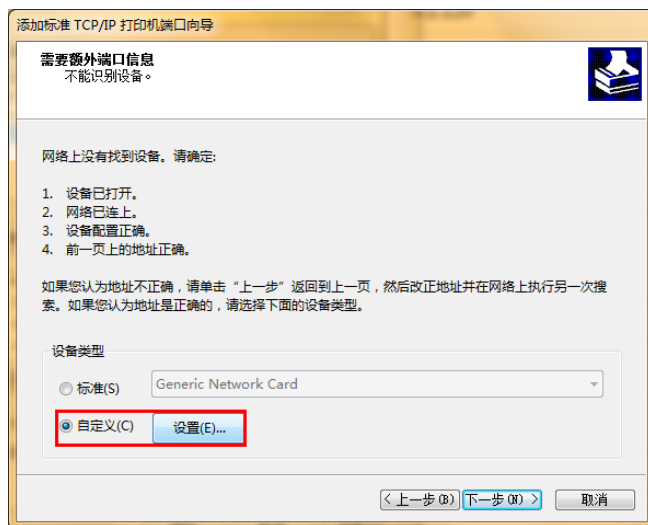 添加标准 TCP/IP 打印机端口向导
需要额外端口信息
不能识别设备。
网络上没有找到设备。请确定:
1. 设备已打开。
2. 网络已连上。
3. 设备配置正确。
4. 前一页上的地址正确。
如果您认为地址不正确，请单击“上一步”返回到上一页，然后改正地址并在网络上执行另一次搜
索。如果您认为地址是正确的，请选择下面的设备类型。
设备类型
标准(S) Generic Network Card
自定义(C) 设置(E)...
< 上一步(B) 下一步(N) > 取消